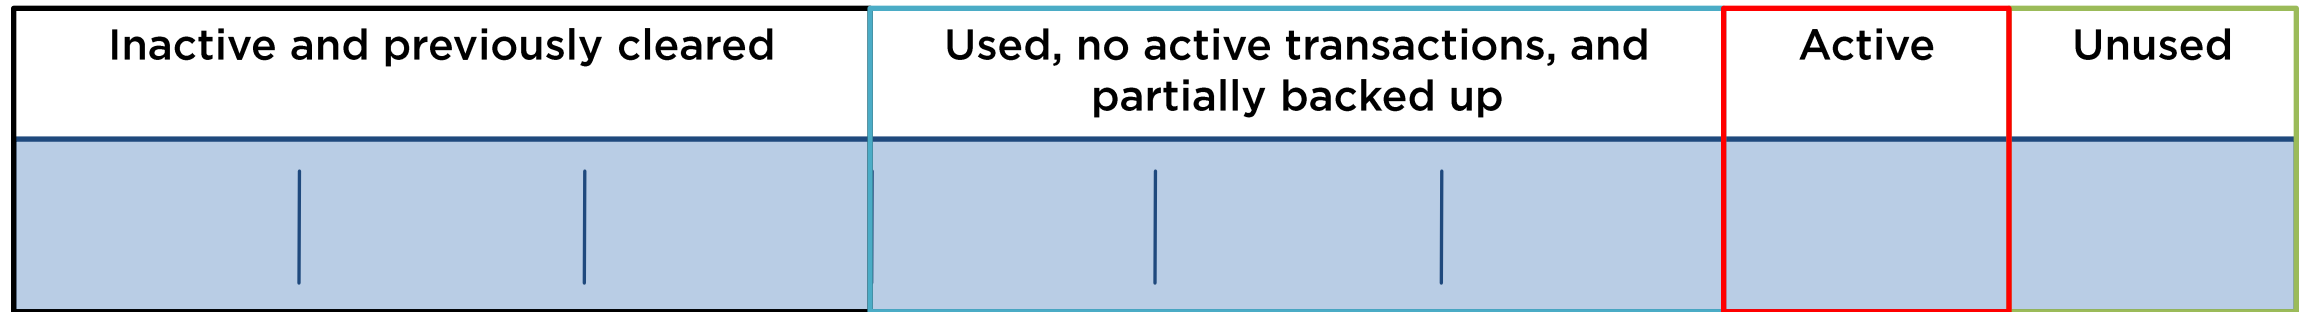 Inactive and previously cleared
Used, no active transactions, and
partially backed up
Active
Unused